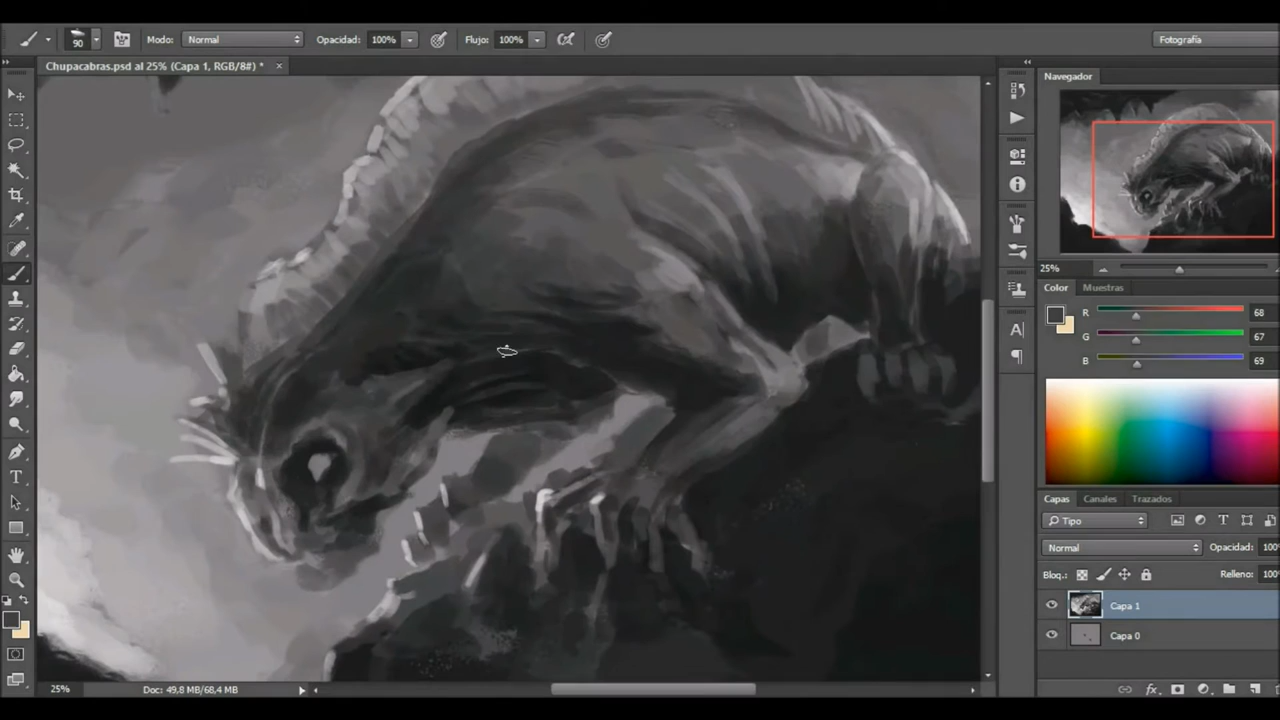 90 Modo: Normal Opacidad: 100% Flujo: 100% Fotografía
Chupacabras.psd al 25% (Capa 1, RGB/8#) * ×
Navegador
25%
Color Muestras
R 68
G 67
B 69
Capas Canales Trazados
Tipo
Normal Opacidad: 100%
Bloq.: Relleno: 100
Capa 1
Capa 0
fx
25% Doc: 49,8 MB/68,4 MB